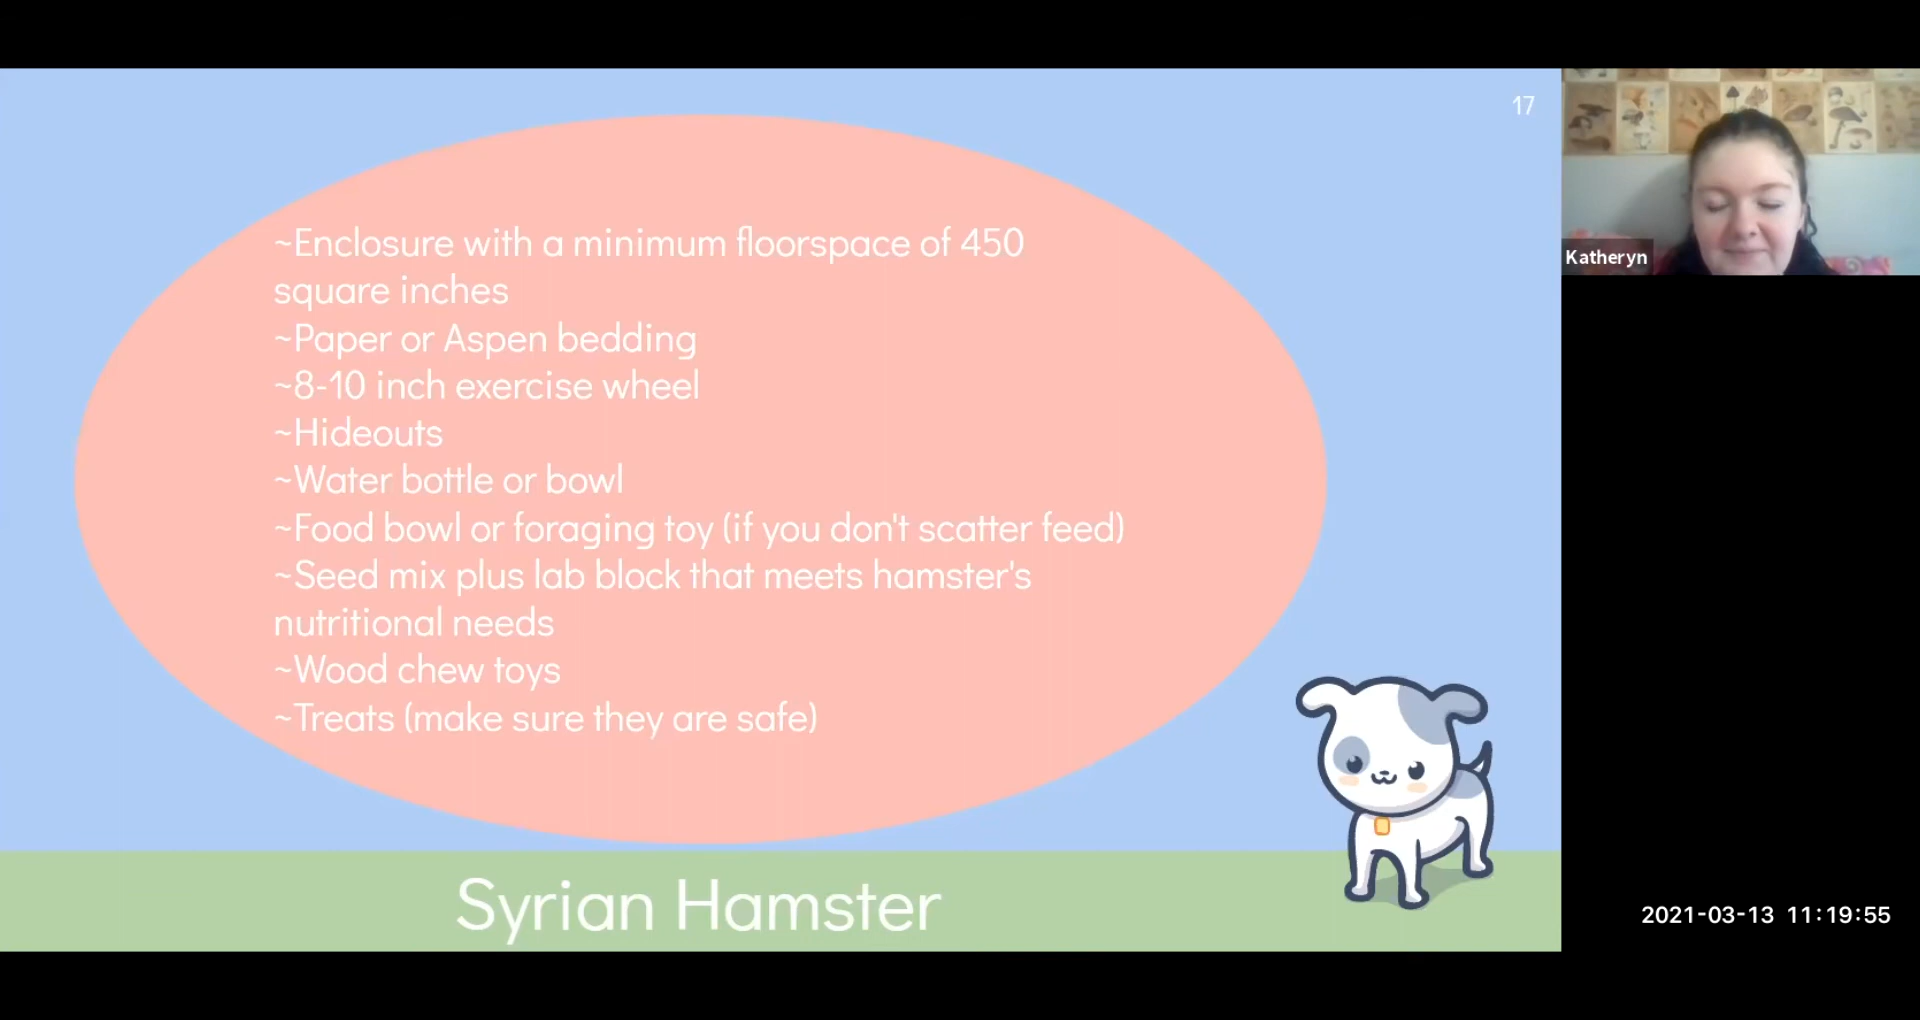 17
~Enclosure with a minimum floorspace of 450
square inches
~Paper or Aspen bedding
~8-10 inch exercise wheel
~Hideouts
~Water bottle or bowl
~Food bowl or foraging toy (if you don't scatter feed)
~Seed mix plus lab block that meets hamster's
nutritional needs
~Wood chew toys
~Treats (make sure they are safe)
Syrian Hamster
Katheryn
2021-03-13 11:19:55